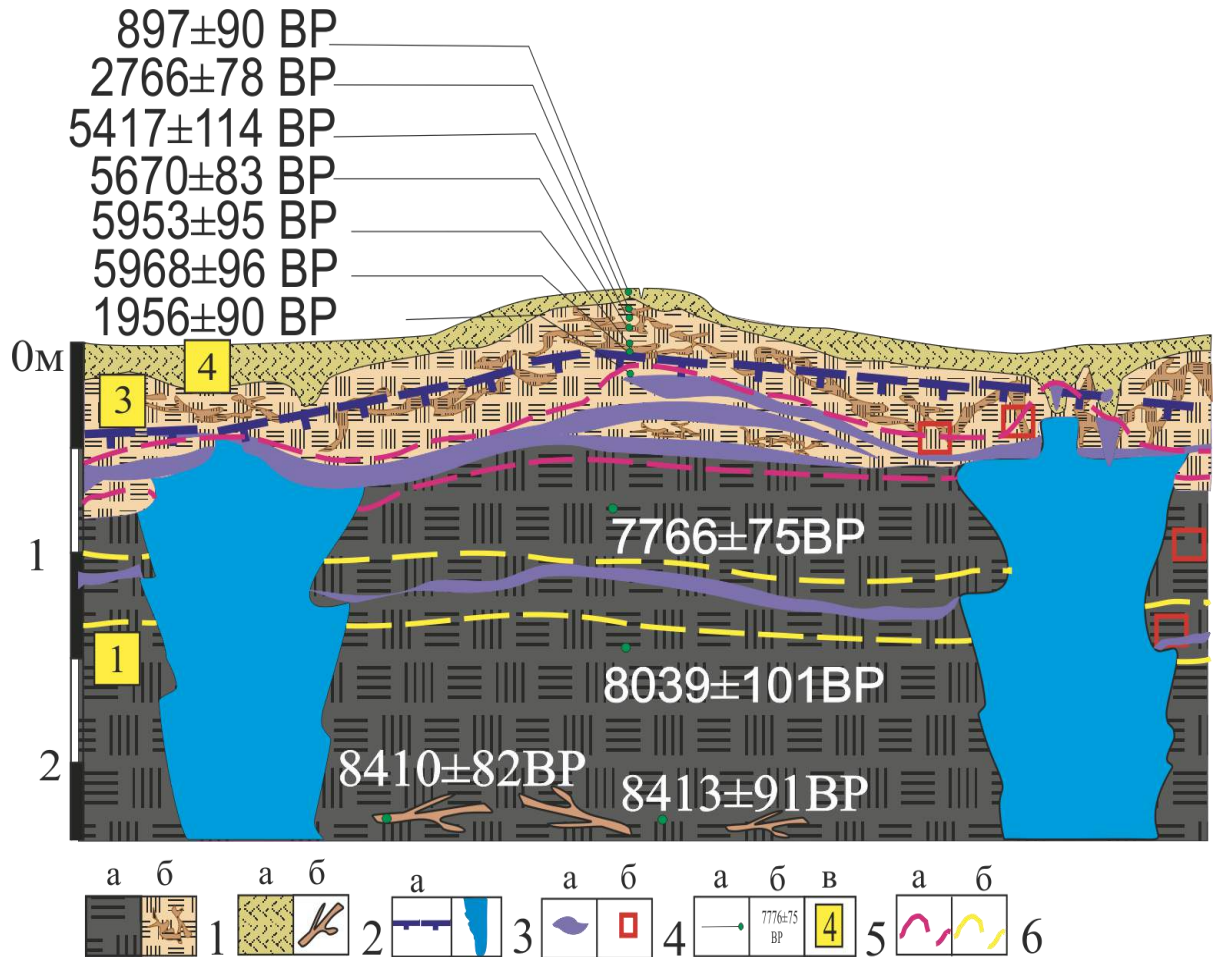 897±90 BP
2766±78 BP
5417±114 BP
5670±83 BP
5953±95 BP
5968±96 BP
1956±90 BP
0м
4
3
7766±75BP
1
1
8039±101BP
2
8410±82BP
8413±91BP
а б
а б
а
а б
а б в
а б
7776±75
BP
4
1
2
3
4
5
6